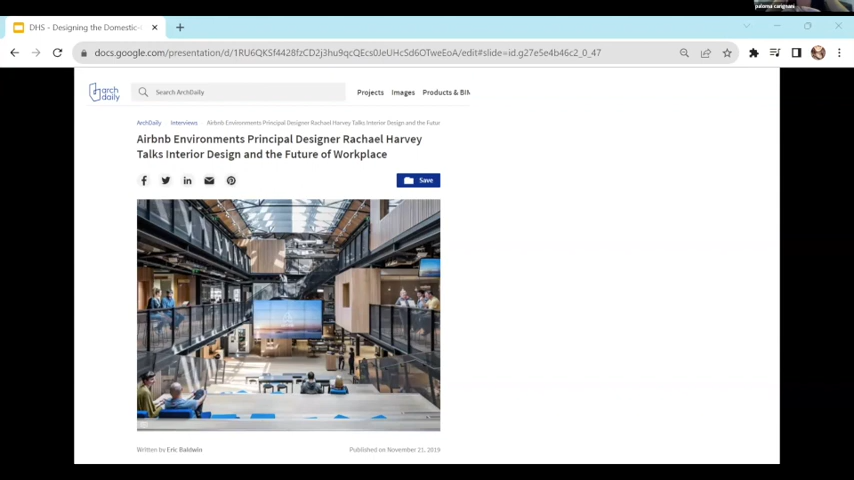 paloma carignani
DHS - Designing the Domestic-
docs.google.com/presentation/d/1RU6QKSf4428fzCD2j3hu9qcQEcs0JeUHcSd6OTweEoA/edit#slide=id.g27e5e4b46c2_0_47
arch daily
Search ArchDaily
Projects Images Products & BIM
ArchDaily Interviews Airbnb Environments Principal Designer Rachael Harvey Talks Interior Design and the Futur
Airbnb Environments Principal Designer Rachael Harvey
Talks Interior Design and the Future of Workplace
Save
Written by Eric Baldwin
Published on November 21, 2019